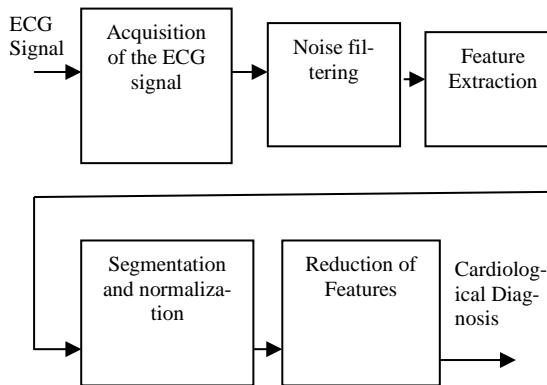 ECG
Signal
Acquisition
of the ECG
signal
Noise fil-
tering
Feature
Extraction
Segmentation
and normaliza-
tion
Reduction of
Features
Cardiolog-
ical Diag-
nosis